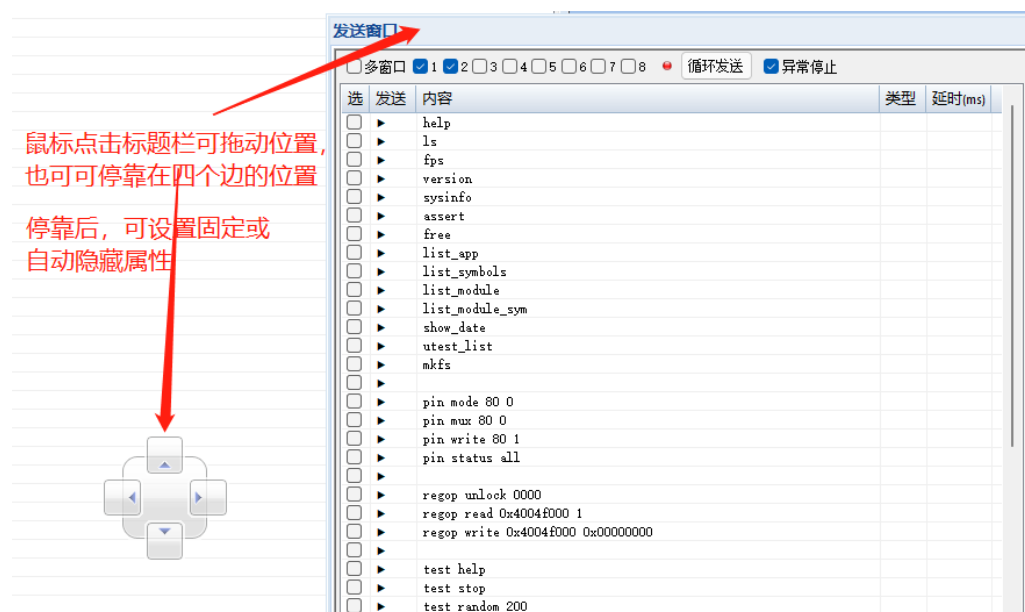 发送窗口
多窗口 1 2 3 4 5 6 7 8 循环发送 异常停止
选 发送 内容 类型 延时(ms)
help
ls
fps
version
sysinfo
assert
free
list_app
list_symbols
list_module
list_module_sym
show_date
utest_list
mkfs
pin mode 80 0
pin mux 80 0
pin write 80 1
pin status all
regop unlock 0000
regop read 0x4004f000 1
regop write 0x4004f000 0x00000000
test help
test stop
test random 200
鼠标点击标题栏可拖动位置，
也可可停靠在四个边的位置
停靠后，可设置固定或
自动隐藏属性